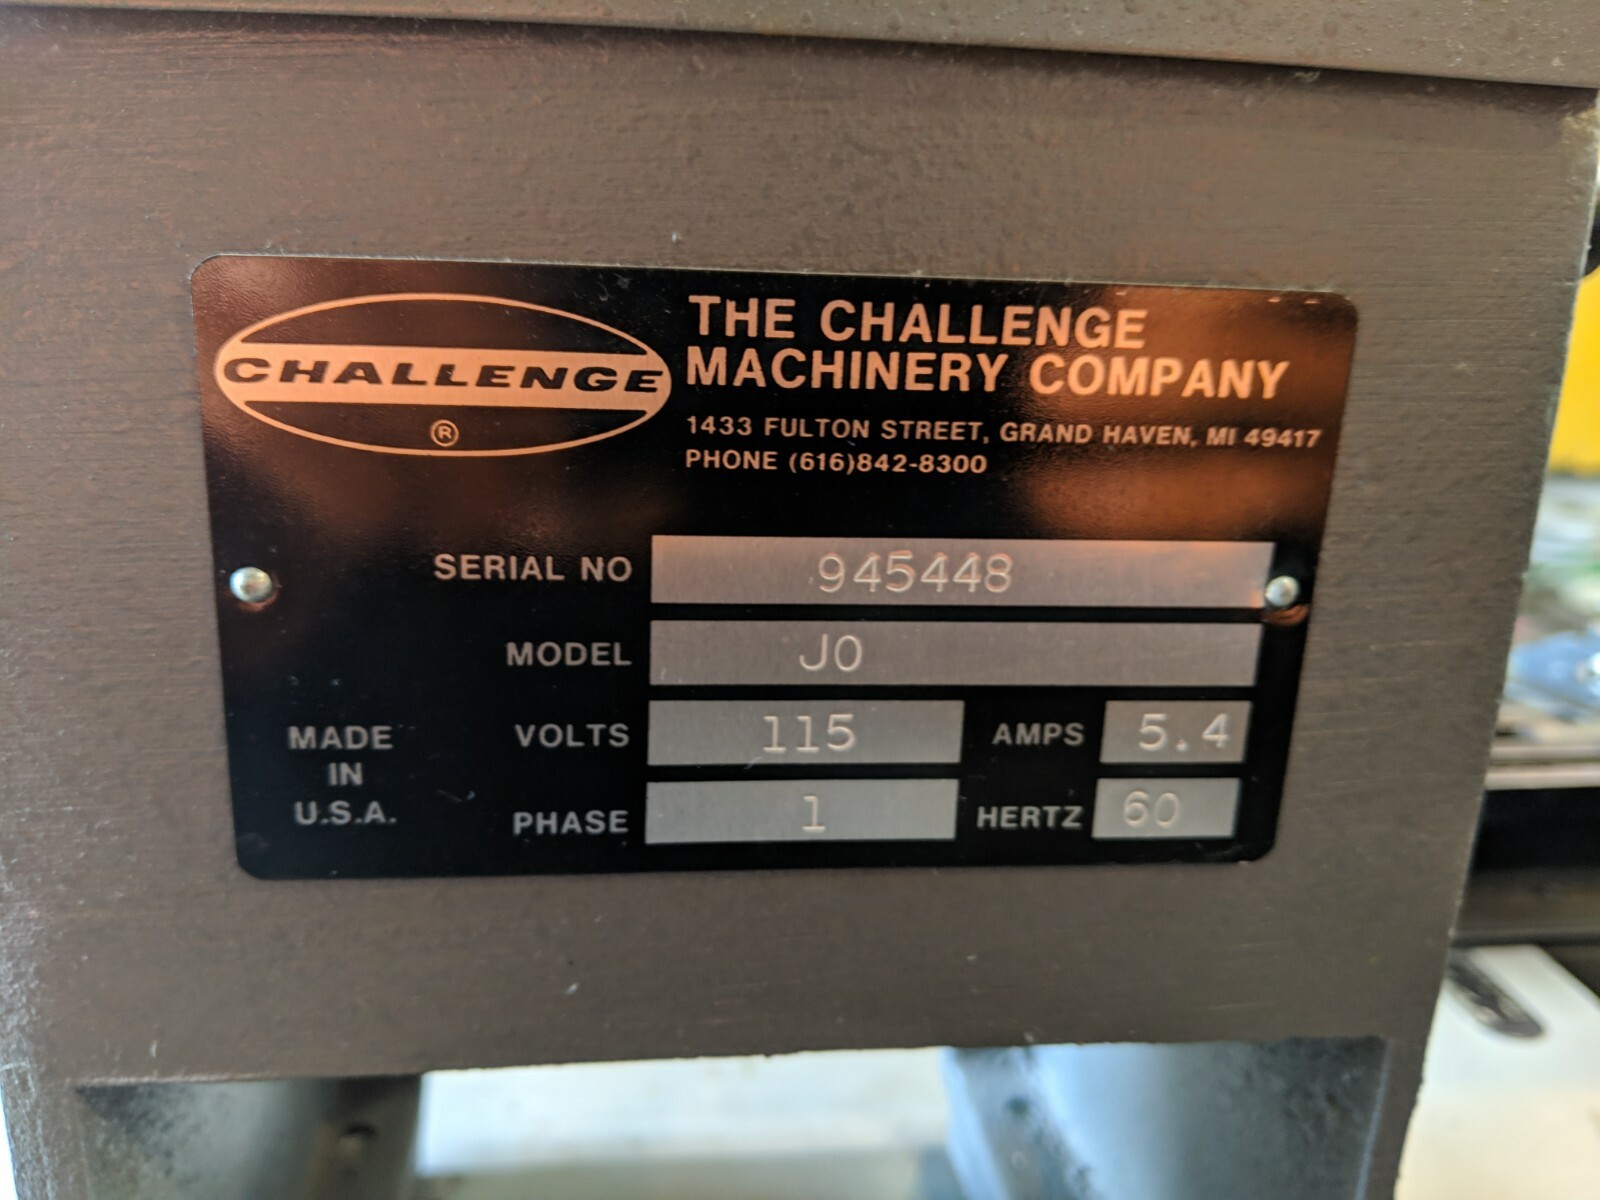 CHALLENGE
®
THE CHALLENGE
MACHINERY COMPANY
1433 FULTON STREET, GRAND HAVEN, MI 49417
PHONE (616)842-8300
SERIAL NO 945448
MODEL JO
VOLTS 115 AMPS 5.4
PHASE 1 HERTZ 60
MADE
IN
U.S.A.